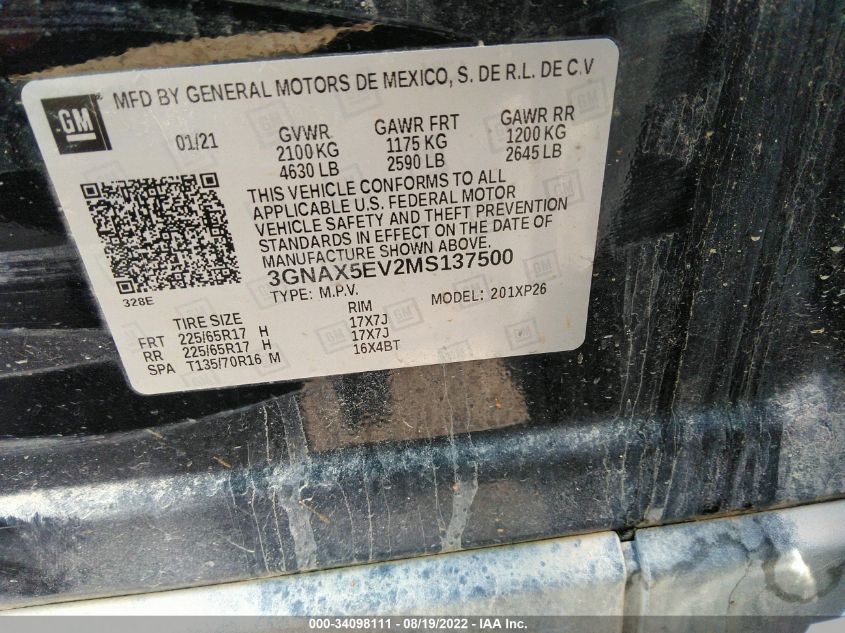 GM
MFD BY GENERAL MOTORS DE MEXICO, S. DE R.L. DE C.V
01/21 GVWR GAWR FRT GAWR RR
2100 KG 1175 KG 1200 KG
4630 LB 2590 LB 2645 LB
THIS VEHICLE CONFORMS TO ALL
APPLICABLE U.S. FEDERAL MOTOR
VEHICLE SAFETY AND THEFT PREVENTION
STANDARDS IN EFFECT ON THE DATE OF
MANUFACTURE SHOWN ABOVE.
3GNAX5EV2MS137500
328E
TYPE: M.P.V. MODEL: 201XP26
TIRE SIZE RIM
FRT 225/65R17 H 17X7J
RR 225/65R17 H 17X7J
SPA T135/70R16 M 16X4BT
000-34098111 - 08/19/2022 - IAA Inc.